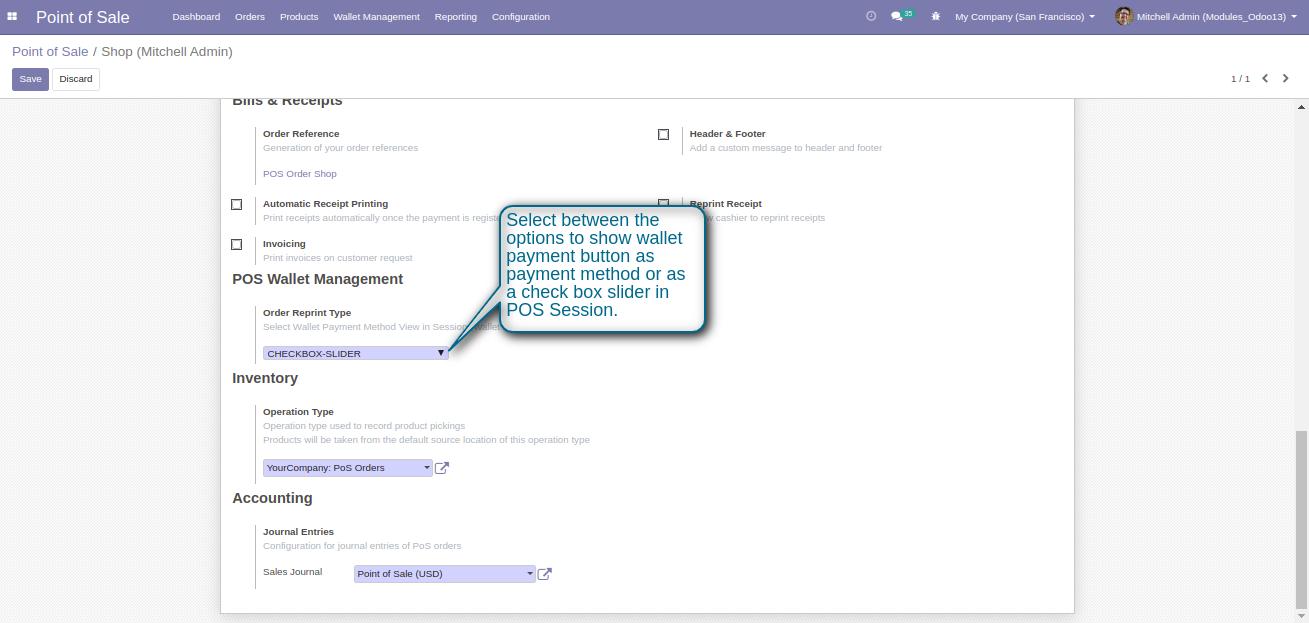 Point of Sale Dashboard Orders Products Wallet Management Reporting Configuration 35 My Company (San Francisco) Mitchell Admin (Modules_Odoo13)
Point of Sale / Shop (Mitchell Admin)
Save Discard 1 / 1
Bills & Receipts
Order Reference
Generation of your order references
POS Order Shop
Header & Footer
Add a custom message to header and footer
Automatic Receipt Printing
Print receipts automatically once the payment is
Reprint Receipt
cashier to reprint receipts
Invoicing
Print invoices on customer request
Select between the
options to show wallet
payment button as
payment method or as
a check box slider in
POS Session.
POS Wallet Management
Order Reprint Type
Select Wallet Payment Method View in Session
CHECKBOX-SLIDER
Inventory
Operation Type
Operation type used to record product pickings
Products will be taken from the default source location of this operation type
YourCompany: PoS Orders
Accounting
Journal Entries
Configuration for journal entries of PoS orders
Sales Journal Point of Sale (USD)